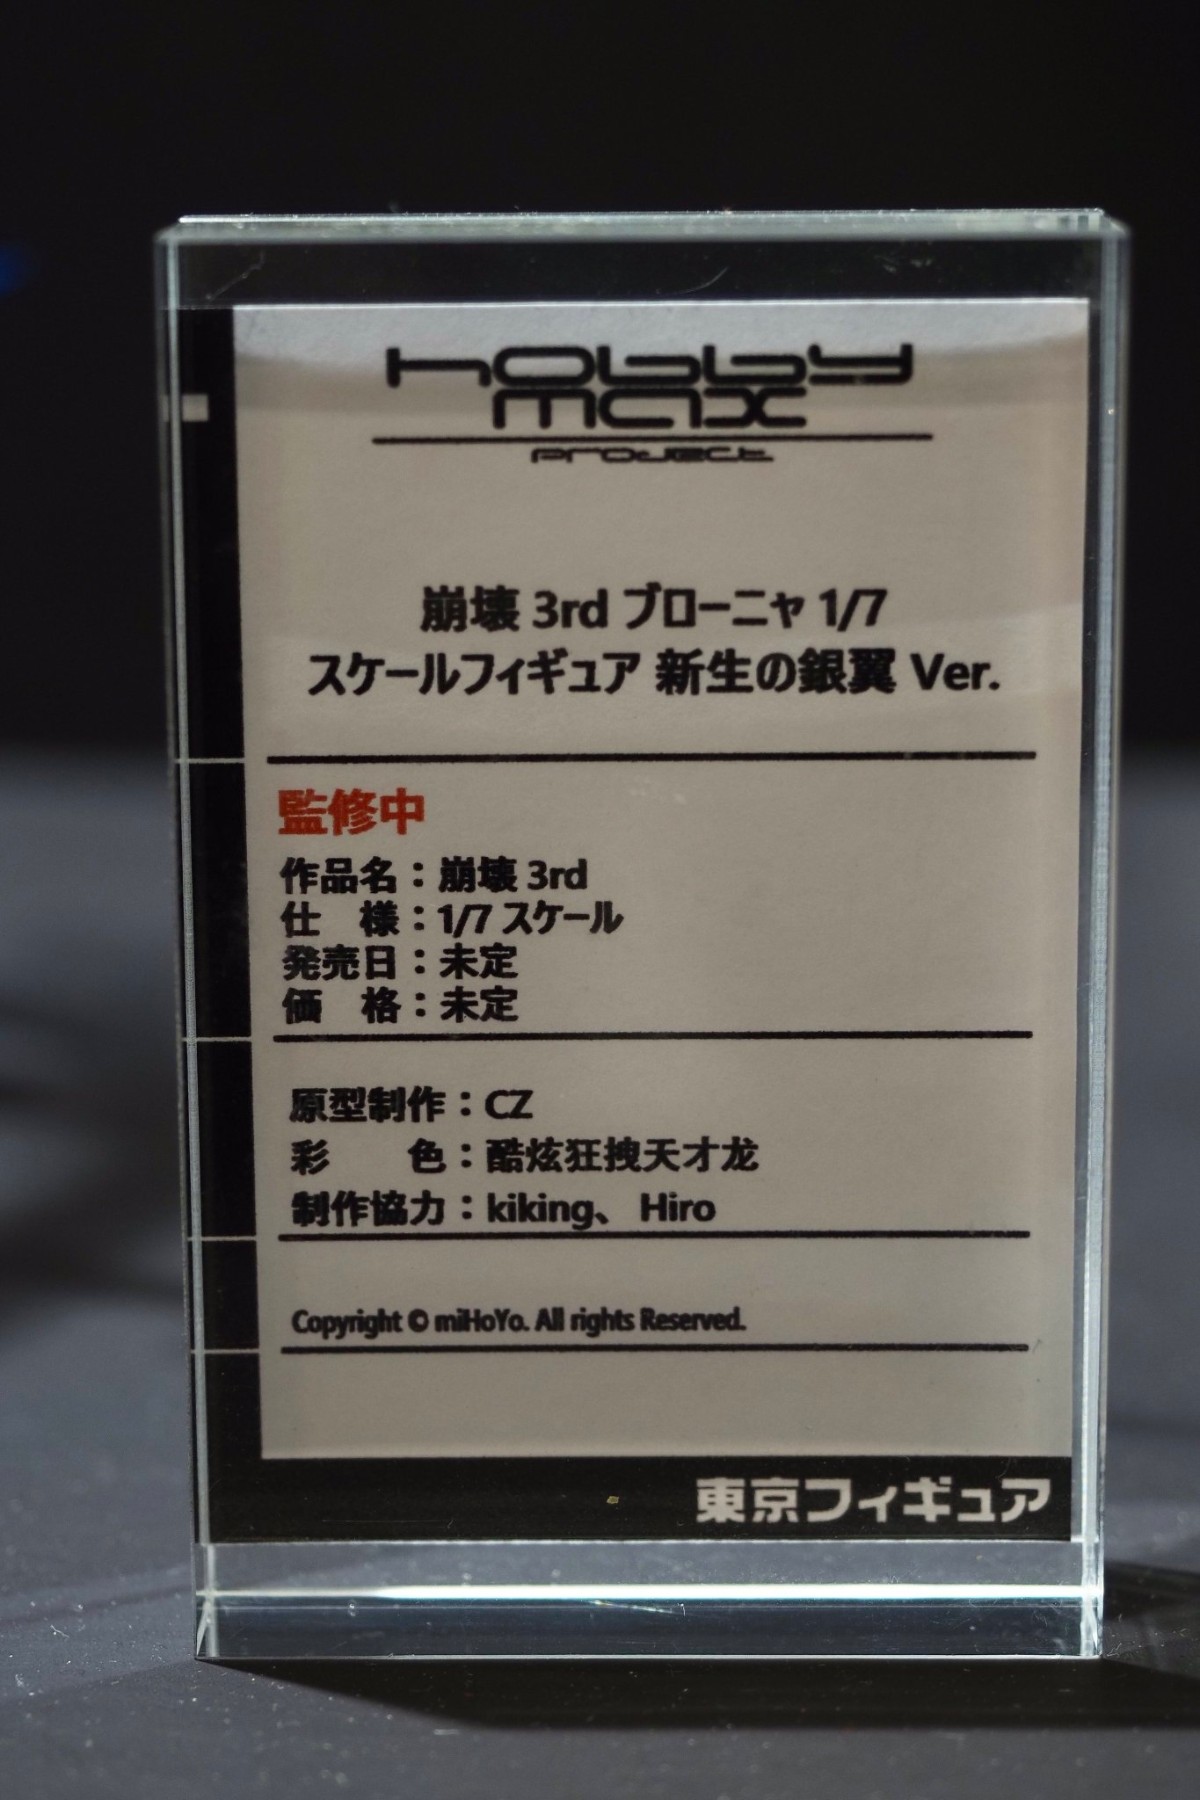 hobby
max
project
崩壊 3rd ブローニャ 1/7
スケールフィギュア 新生の銀翼 Ver.
監修中
作品名：崩壊 3rd
仕　様：1/7 スケール
発売日：未定
価　格：未定
原型制作：CZ
彩　　色：酷炫狂拽天才龙
制作協力：kiking、 Hiro
Copyright © miHoYo. All rights Reserved.
東京フィギュア